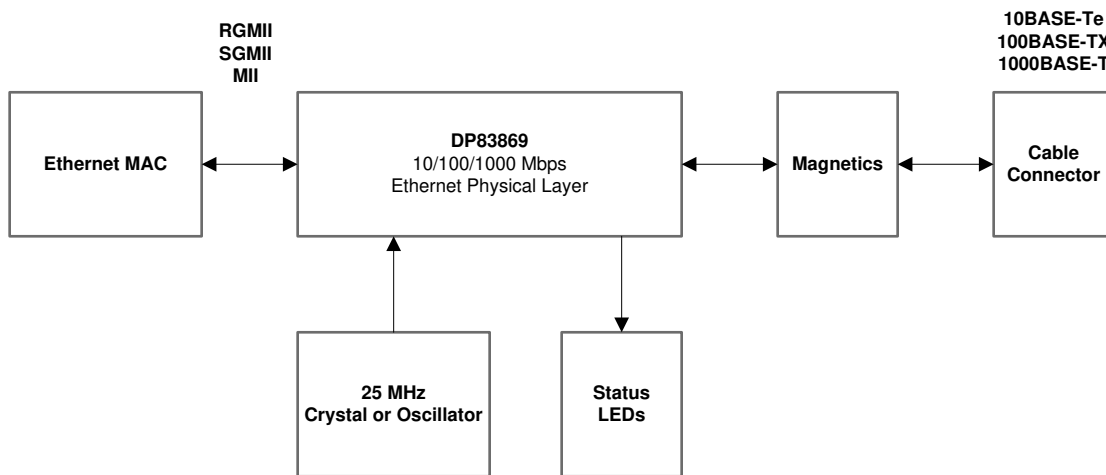 RGMII
SGMII
MII
10BASE-Te
100BASE-TX
1000BASE-T
Ethernet MAC
DP83869
10/100/1000 Mbps
Ethernet Physical Layer
Magnetics
Cable
Connector
25 MHz
Crystal or Oscillator
Status
LEDs